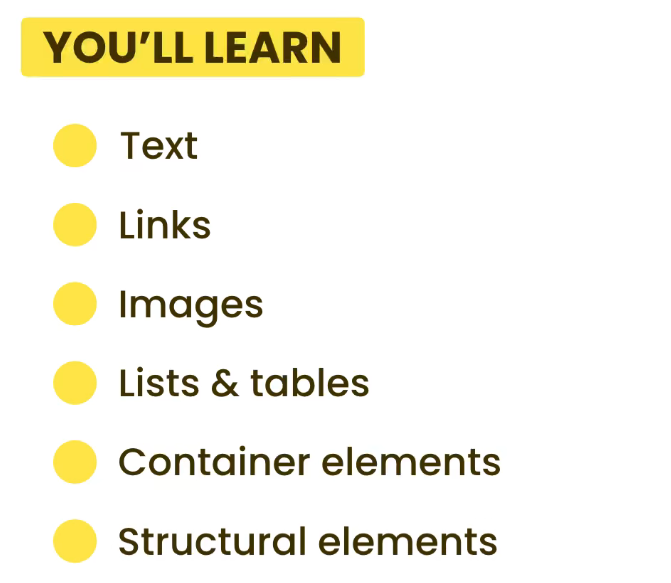 YOU’LL LEARN
Text
Links
Images
Lists & tables
Container elements
Structural elements